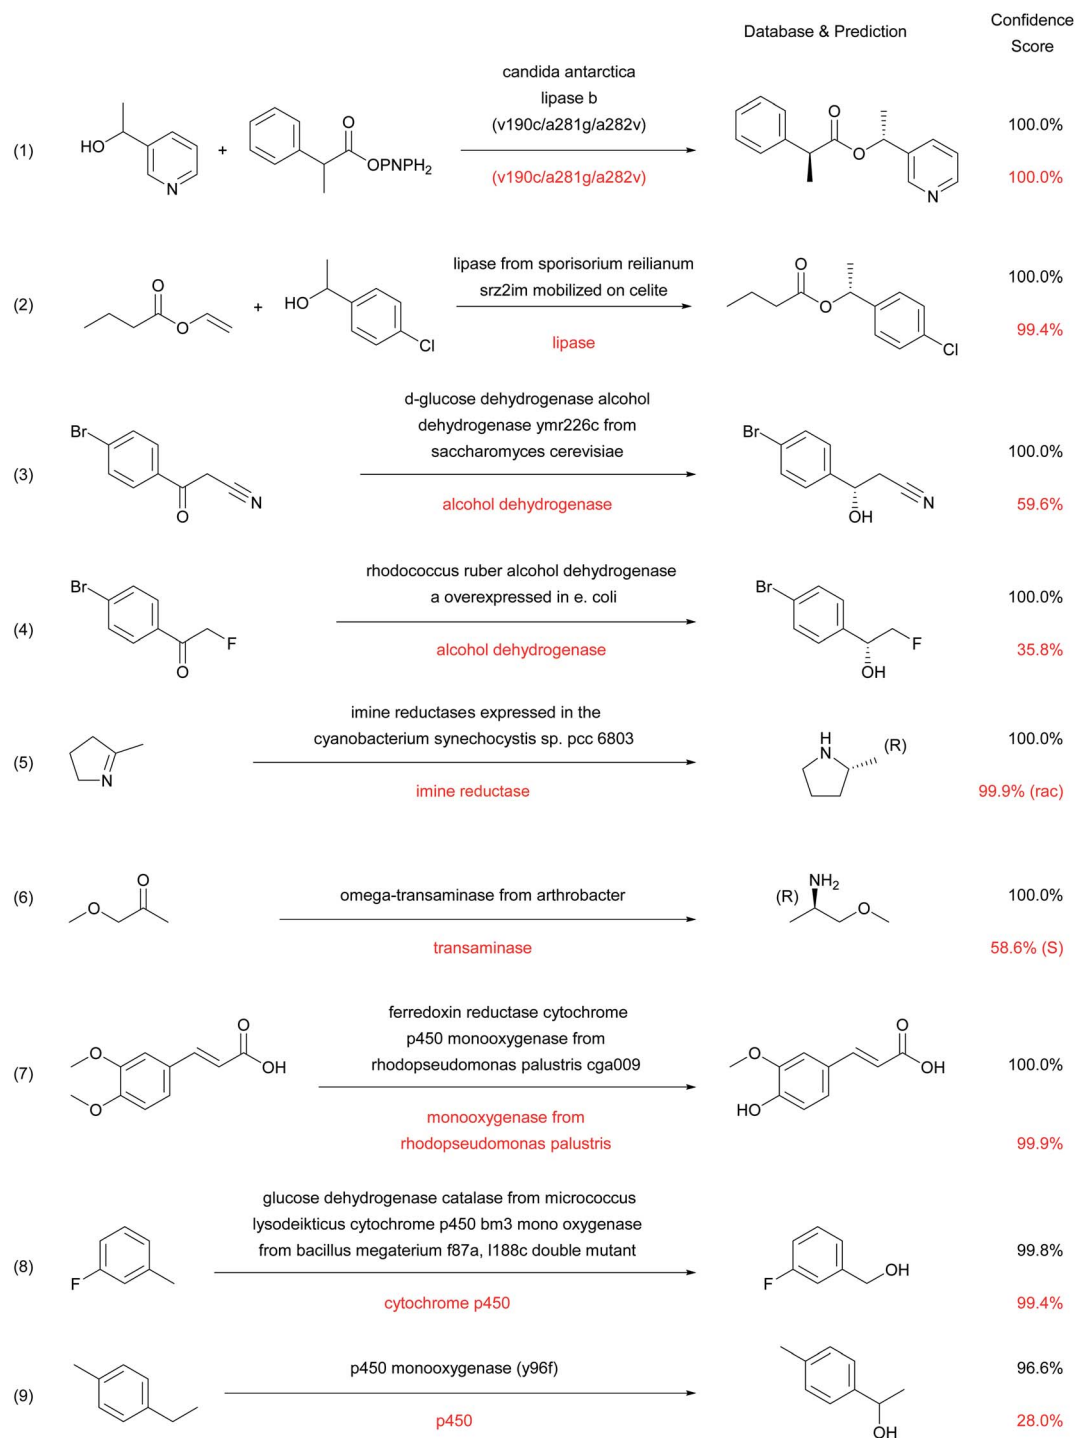 Database & Prediction
Confidence
Score
candida antarctica
lipase b
(v190c/a281g/a282v)
(1)
HO
N
+
O
OPNPH2
(v190c/a281g/a282v)
O
O
N
100.0%
100.0%
lipase from sporisorium reilianum
srz2im mobilized on celite
(2)
O
O
+
HO
Cl
lipase
O
O
Cl
100.0%
99.4%
d-glucose dehydrogenase alcohol
dehydrogenase ymr226c from
saccharomyces cerevisiae
(3)
Br
O
N
alcohol dehydrogenase
Br
OH
N
100.0%
59.6%
rhodococcus ruber alcohol dehydrogenase
a overexpressed in e. coli
(4)
Br
O
F
alcohol dehydrogenase
Br
OH
F
100.0%
35.8%
imine reductases expressed in the
cyanobacterium synechocystis sp. pcc 6803
(5)
N
imine reductase
H
N
(R)
100.0%
99.9% (rac)
(6)
O
O
omega-transaminase from arthrobacter
transaminase
(R)
NH2
O
100.0%
58.6% (S)
ferredoxin reductase cytochrome
p450 monooxygenase from
rhodopseudomonas palustris cga009
(7)
O
O
O
OH
monooxygenase from
rhodopseudomonas palustris
O
HO
O
OH
100.0%
99.9%
glucose dehydrogenase catalase from micrococcus
lysodeikticus cytochrome p450 bm3 mono oxygenase
from bacillus megaterium f87a, l188c double mutant
(8)
F
cytochrome p450
F
OH
99.8%
99.4%
(9)
p450 monooxygenase (y96f)
p450
OH
96.6%
28.0%